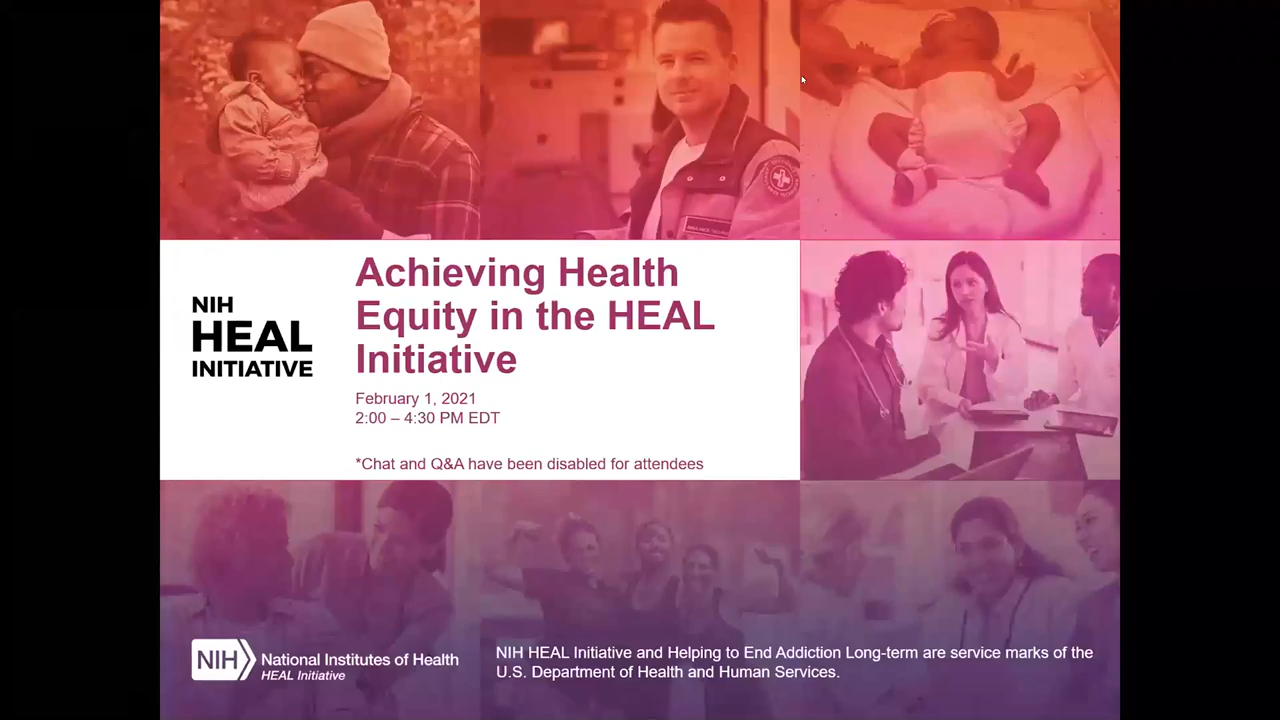 NIH
HEAL
INITIATIVE
Achieving Health
Equity in the HEAL
Initiative
February 1, 2021
2:00 – 4:30 PM EDT
*Chat and Q&A have been disabled for attendees
NIH
National Institutes of Health
HEAL Initiative
NIH HEAL Initiative and Helping to End Addiction Long-term are service marks of the
U.S. Department of Health and Human Services.